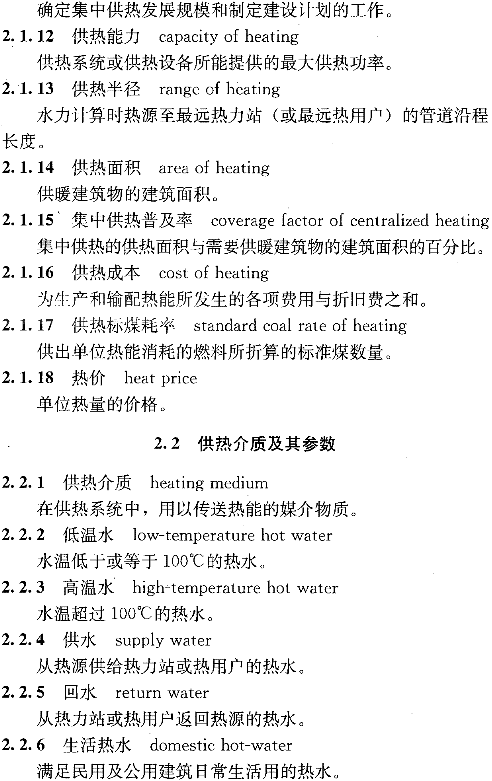 确定集中供热发展规模和制定建设计划的工作。
2.1.12 供热能力 capacity of heating
供热系统或供热设备所能提供的最大供热功率。
2.1.13 供热半径 range of heating
水力计算时热源至最远热力站（或最远热用户）的管道沿程
长度。
2.1.14 供热面积 area of heating
供暖建筑物的建筑面积。
2.1.15 集中供热普及率 coverage factor of centralized heating
集中供热的供热面积与需要供暖建筑物的建筑面积的百分比。
2.1.16 供热成本 cost of heating
为生产和输配热能所发生的各项费用与折旧费之和。
2.1.17 供热标煤耗率 standard coal rate of heating
供出单位热能消耗的燃料所折算的标准煤数量。
2.1.18 热价 heat price
单位热量的价格。
2.2 供热介质及其参数
2.2.1 供热介质 heating medium
在供热系统中，用以传送热能的媒介物质。
2.2.2 低温水 low-temperature hot water
水温低于或等于100℃的热水。
2.2.3 高温水 high-temperature hot water
水温超过100℃的热水。
2.2.4 供水 supply water
从热源供给热力站或热用户的热水。
2.2.5 回水 return water
从热力站或热用户返回热源的热水。
2.2.6 生活热水 domestic hot-water
满足民用及公用建筑日常生活用的热水。